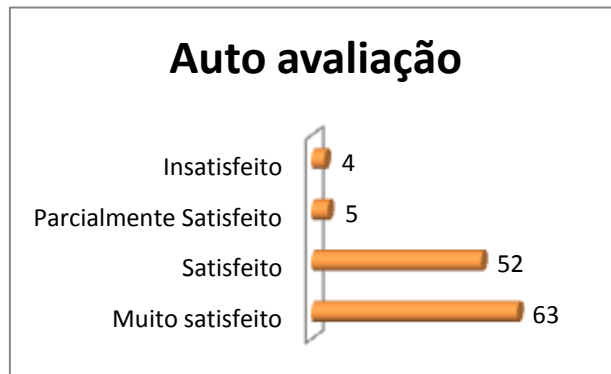 Auto avaliação
Insatisfeito 4
Parcialmente Satisfeito 5
Satisfeito 52
Muito satisfeito 63